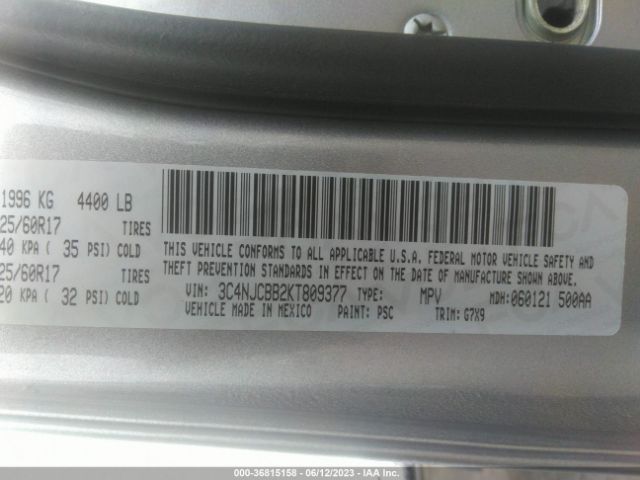 1996 KG 4400 LB
25/60R17 TIRES
40 KPA ( 35 PSI) COLD
25/60R17 TIRES
20 KPA ( 32 PSI) COLD
THIS VEHICLE CONFORMS TO ALL APPLICABLE U.S.A. FEDERAL MOTOR VEHICLE SAFETY AND
THEFT PREVENTION STANDARDS IN EFFECT ON THE DATE OF MANUFACTURE SHOWN ABOVE.
VIN: 3C4NJCBB2KT809377 TYPE: MPV MDH:060121 500AA
VEHICLE MADE IN MEXICO PAINT: PSC TRIM: G7X9
000-36815158 - 06/12/2023 - IAA Inc.